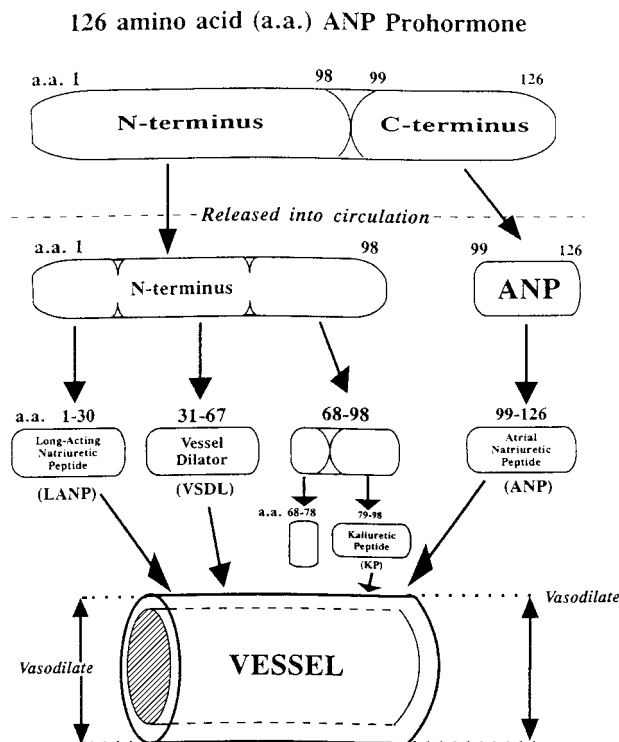 126 amino acid (a.a.) ANP Prohormone
a.a. 1 98 99 126
N-terminus C-terminus
Released into circulation
a.a. 1 98 99 126
N-terminus ANP
a.a. 1-30 31-67 68-98 99-126
Long-Acting
Natriuretic
Peptide
(LANP)
Vessel
Dilator
(VSDL)
Atrial
Natriuretic
Peptide
(ANP)
a.a. 68-78 79-98
Kaliuretic
Peptide
(KP)
Vasodilate
Vasodilate
VESSEL